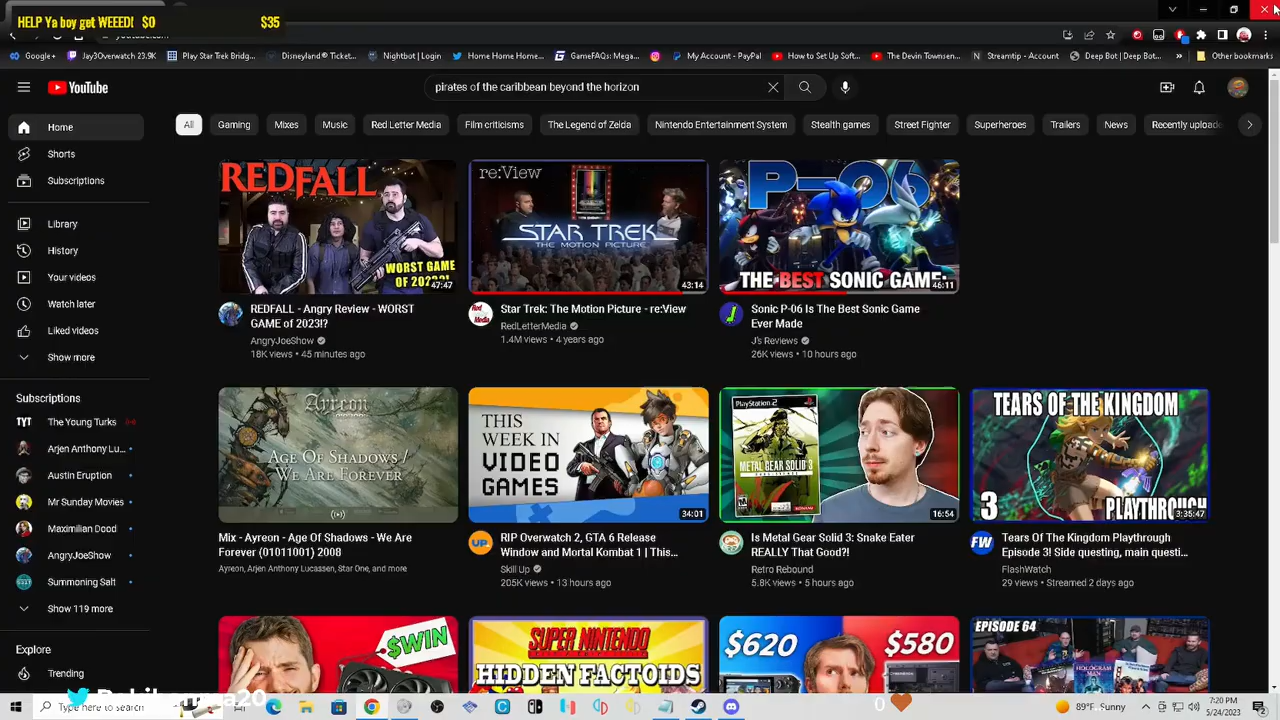 HELP Ya boy get WEEED! $0 $35
Google+
Jay3Overwatch 23.9K
Play Star Trek Bridg...
Disneyland® Ticket...
Nightbot | Login
Twitter Home Home...
GameFAQs: Mega...
My Account - PayPal
How to Set Up Soft...
The Devin Townsen...
Streamtip - Account
Deep Bot | Deep Bot...
Other bookmarks
YouTube
pirates of the caribbean beyond the horizon
Home
All
Gaming
Mixes
Music
Red Letter Media
Film criticisms
The Legend of Zelda
Nintendo Entertainment System
Stealth games
Street Fighter
Superheroes
Trailers
News
Recently uploade
Shorts
Subscriptions
Library
History
Your videos
Watch later
Liked videos
Show more
Subscriptions
The Young Turks
Arjen Anthony Lu...
Austin Eruption
Mr Sunday Movies
Maximilian Dood
AngryJoeShow
Summoning Salt
Show 119 more
Explore
Trending
REDFALL
WORST GAME
OF 2023!?
47:47
REDFALL - Angry Review - WORST
GAME of 2023!?
AngryJoeShow
18K views • 45 minutes ago
re:View
STAR TREK
THE MOTION PICTURE
43:14
Star Trek: The Motion Picture - re:View
RedLetterMedia
1.4M views • 4 years ago
P-06
THE BEST SONIC GAME
46:11
Sonic P-06 Is The Best Sonic Game
Ever Made
J's Reviews
26K views • 10 hours ago
Ayreon
AGE OF SHADOWS /
WE ARE FOREVER
Mix - Ayreon - Age Of Shadows - We Are
Forever (01011001) 2008
Ayreon, Arjen Anthony Lucassen, Star One, and more
THIS
WEEK IN
VIDEO
GAMES
34:01
UP
RIP Overwatch 2, GTA 6 Release
Window and Mortal Kombat 1 | This...
Skill Up
205K views • 13 hours ago
PlayStation 2
METAL GEAR SOLID 3
KONAMI
16:54
Is Metal Gear Solid 3: Snake Eater
REALLY That Good?!
Retro Rebound
5.8K views • 5 hours ago
TEARS OF THE KINGDOM
3
PLAYTHROUGH
3:35:47
FW
Tears Of The Kingdom Playthrough
Episode 3! Side questing, main questi...
FlashWatch
29 views • Streamed 2 days ago
$WIN
SUPER NINTENDO
HIDDEN FACTOIDS
$620
$580
EPISODE 64
HOLOGRAM
Type here to search
0
89°F Sunny
7:20 PM
5/24/2023